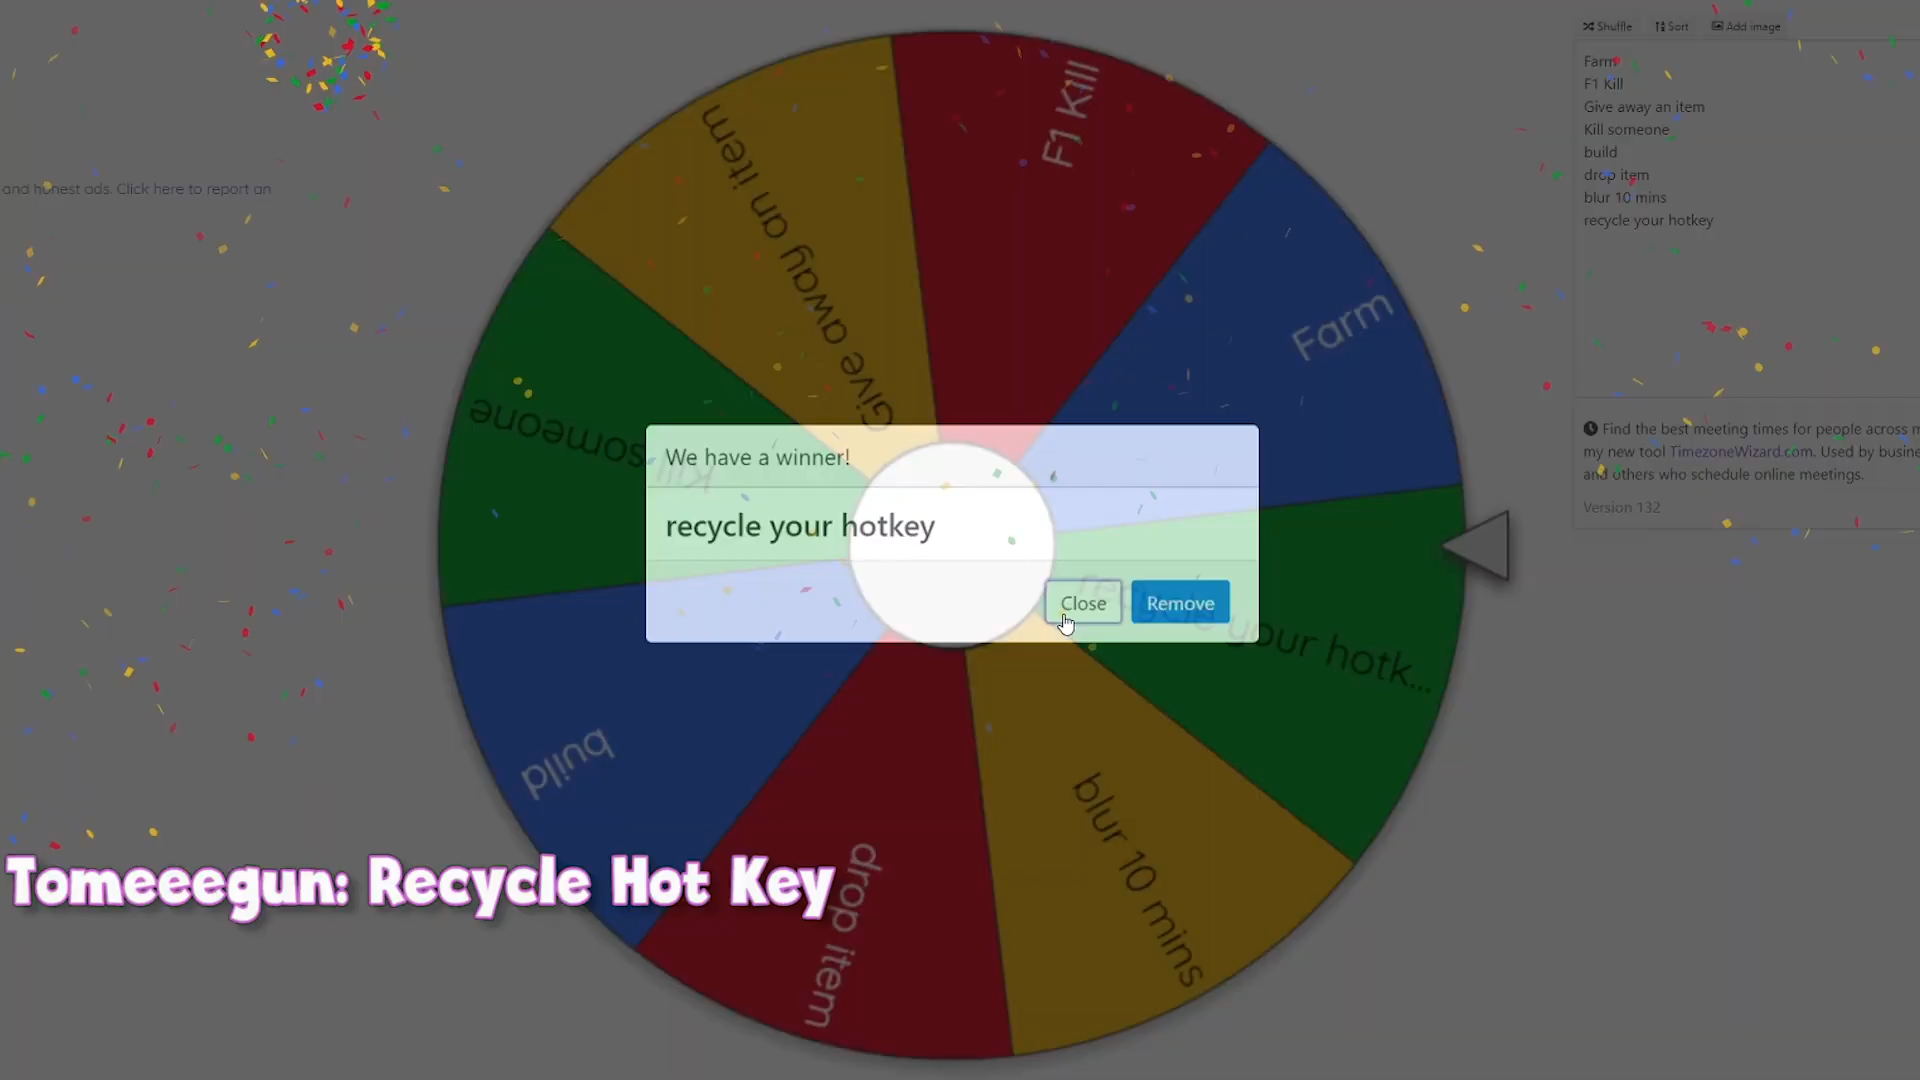 Shuffle Sort Add image
Farm
F1 Kill
Give away an item
Kill someone
build
drop item
blur 10 mins
recycle your hotkey
and honest ads. Click here to report an
F1 Kill
Give away an item
Farm
Kill someone
We have a winner!
recycle your hotkey
Close Remove
recycle your hotk...
build
blur 10 mins
drop item
Find the best meeting times for people across m
my new tool TimezoneWizard.com. Used by busine
and others who schedule online meetings.
Version 132
Tomeeegun: Recycle Hot Key